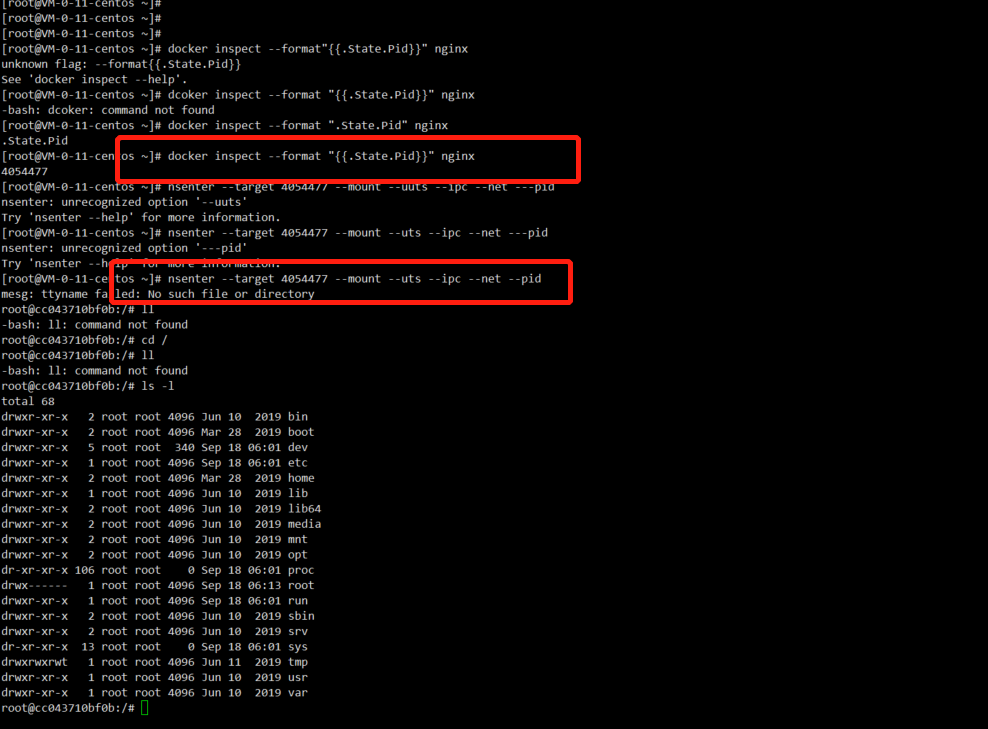 [root@VM-0-11-centos ~]#
[root@VM-0-11-centos ~]#
[root@VM-0-11-centos ~]#
[root@VM-0-11-centos ~]# docker inspect --format"{{.State.Pid}}" nginx
unknown flag: --format{{.State.Pid}}
See 'docker inspect --help'.
[root@VM-0-11-centos ~]# dcoker inspect --format "{{.State.Pid}}" nginx
-bash: dcoker: command not found
[root@VM-0-11-centos ~]# docker inspect --format ".State.Pid" nginx
.State.Pid
[root@VM-0-11-centos ~]# docker inspect --format "{{.State.Pid}}" nginx
4054477
[root@VM-0-11-centos ~]# nsenter --target 4054477 --mount --uuts --ipc --net ---pid
nsenter: unrecognized option '--uuts'
Try 'nsenter --help' for more information.
[root@VM-0-11-centos ~]# nsenter --target 4054477 --mount --uts --ipc --net ---pid
nsenter: unrecognized option '---pid'
Try 'nsenter --help' for more information.
[root@VM-0-11-centos ~]# nsenter --target 4054477 --mount --uts --ipc --net --pid
mesg: ttyname failed: No such file or directory
root@cc043710bf0b:/# ll
-bash: ll: command not found
root@cc043710bf0b:/# cd /
root@cc043710bf0b:/# ll
-bash: ll: command not found
root@cc043710bf0b:/# ls -l
total 68
drwxr-xr-x   2 root root 4096 Jun 10  2019 bin
drwxr-xr-x   2 root root 4096 Mar 28  2019 boot
drwxr-xr-x   5 root root  340 Sep 18 06:01 dev
drwxr-xr-x   1 root root 4096 Sep 18 06:01 etc
drwxr-xr-x   2 root root 4096 Mar 28  2019 home
drwxr-xr-x   1 root root 4096 Jun 10  2019 lib
drwxr-xr-x   2 root root 4096 Jun 10  2019 lib64
drwxr-xr-x   2 root root 4096 Jun 10  2019 media
drwxr-xr-x   2 root root 4096 Jun 10  2019 mnt
drwxr-xr-x   2 root root 4096 Jun 10  2019 opt
dr-xr-xr-x 106 root root    0 Sep 18 06:01 proc
drwx------   1 root root 4096 Sep 18 06:13 root
drwxr-xr-x   1 root root 4096 Sep 18 06:01 run
drwxr-xr-x   2 root root 4096 Jun 10  2019 sbin
drwxr-xr-x   2 root root 4096 Jun 10  2019 srv
dr-xr-xr-x  13 root root    0 Sep 18 06:01 sys
drwxrwxrwt   1 root root 4096 Jun 11  2019 tmp
drwxr-xr-x   1 root root 4096 Jun 10  2019 usr
drwxr-xr-x   1 root root 4096 Jun 10  2019 var
root@cc043710bf0b:/#